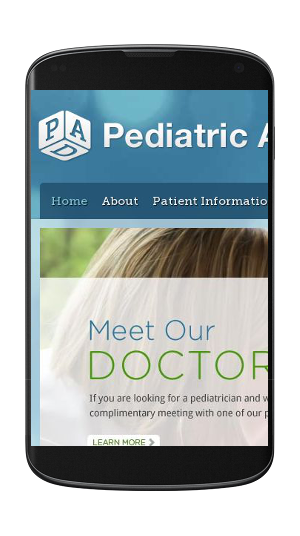 P A D
Pediatric A
Home About Patient Informatio
Meet Our
DOCTOR
If you are looking for a pediatrician and w
complimentary meeting with one of our p
LEARN MORE